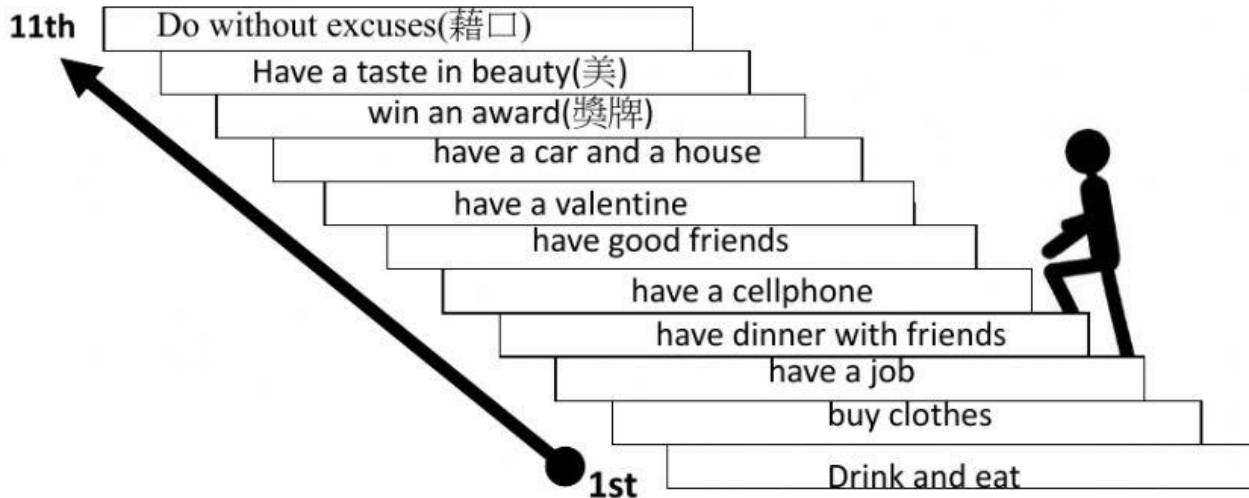 11th
Do without excuses(藉口)
Have a taste in beauty(美)
win an award(獎牌)
have a car and a house
have a valentine
have good friends
have a cellphone
have dinner with friends
have a job
buy clothes
Drink and eat
1st